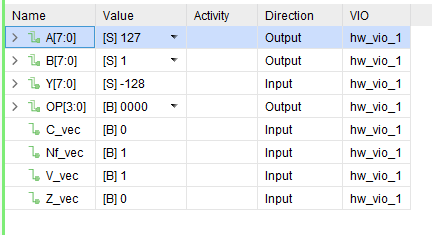 Name Value Activity Direction VIO
A[7:0] [S] 127 Output hw_vio_1
B[7:0] [S] 1 Output hw_vio_1
Y[7:0] [S] -128 Input hw_vio_1
OP[3:0] [B] 0000 Output hw_vio_1
C_vec [B] 0 Input hw_vio_1
Nf_vec [B] 1 Input hw_vio_1
V_vec [B] 1 Input hw_vio_1
Z_vec [B] 0 Input hw_vio_1